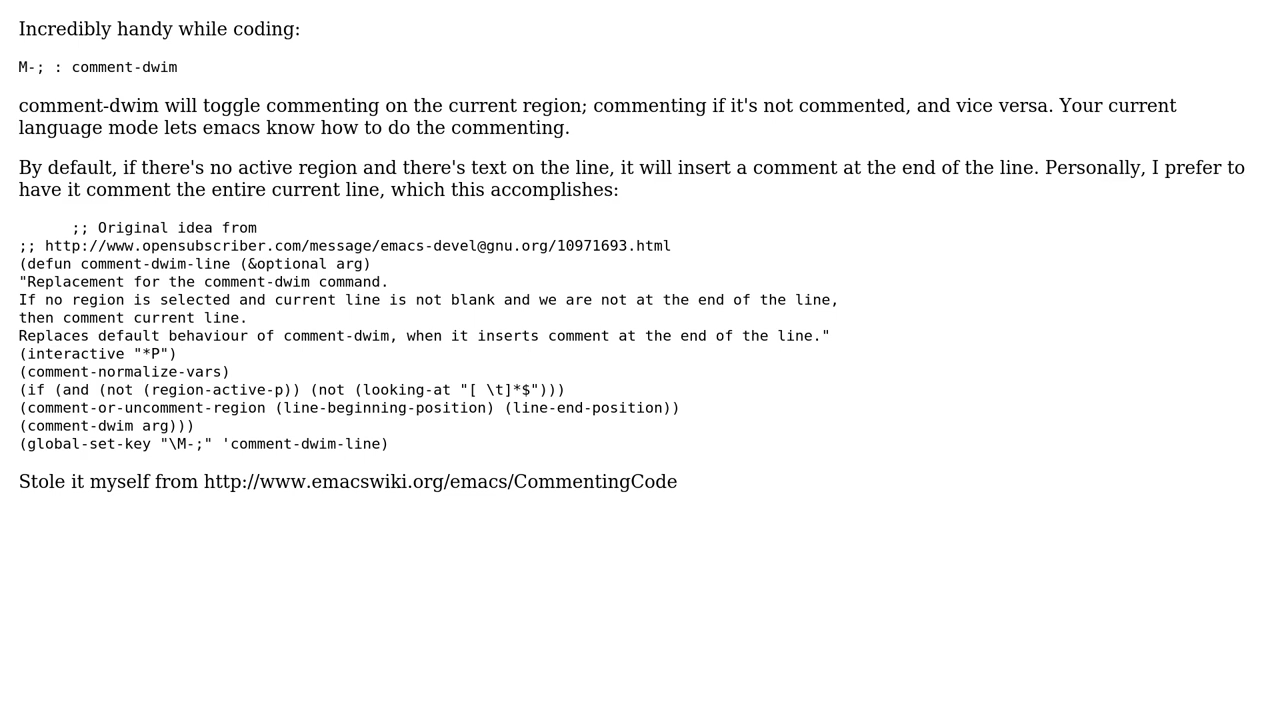 Incredibly handy while coding:
M-; : comment-dwim
comment-dwim will toggle commenting on the current region; commenting if it's not commented, and vice versa. Your current
language mode lets emacs know how to do the commenting.
By default, if there's no active region and there's text on the line, it will insert a comment at the end of the line. Personally, I prefer to
have it comment the entire current line, which this accomplishes:
;; Original idea from
;; http://www.opensubscriber.com/message/emacs-devel@gnu.org/10971693.html
(defun comment-dwim-line (&optional arg)
"Replacement for the comment-dwim command.
If no region is selected and current line is not blank and we are not at the end of the line,
then comment current line.
Replaces default behaviour of comment-dwim, when it inserts comment at the end of the line."
(interactive "*P")
(comment-normalize-vars)
(if (and (not (region-active-p)) (not (looking-at "[ \t]*$")))
(comment-or-uncomment-region (line-beginning-position) (line-end-position))
(comment-dwim arg)))
(global-set-key "\M-;" 'comment-dwim-line)
Stole it myself from http://www.emacswiki.org/emacs/CommentingCode